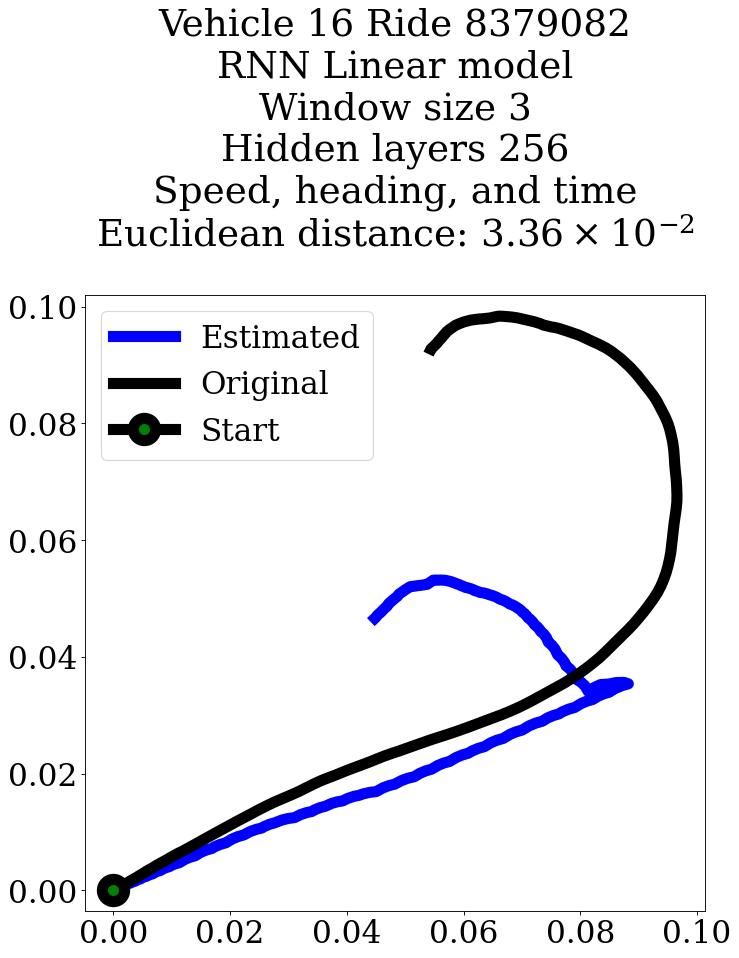 Vehicle 16 Ride 8379082
RNN Linear model
Window size 3
Hidden layers 256
Speed, heading, and time
Euclidean distance: 3.36 × 10⁻²
Estimated
Original
Start
0.10
0.08
0.06
0.04
0.02
0.00
0.00 0.02 0.04 0.06 0.08 0.10